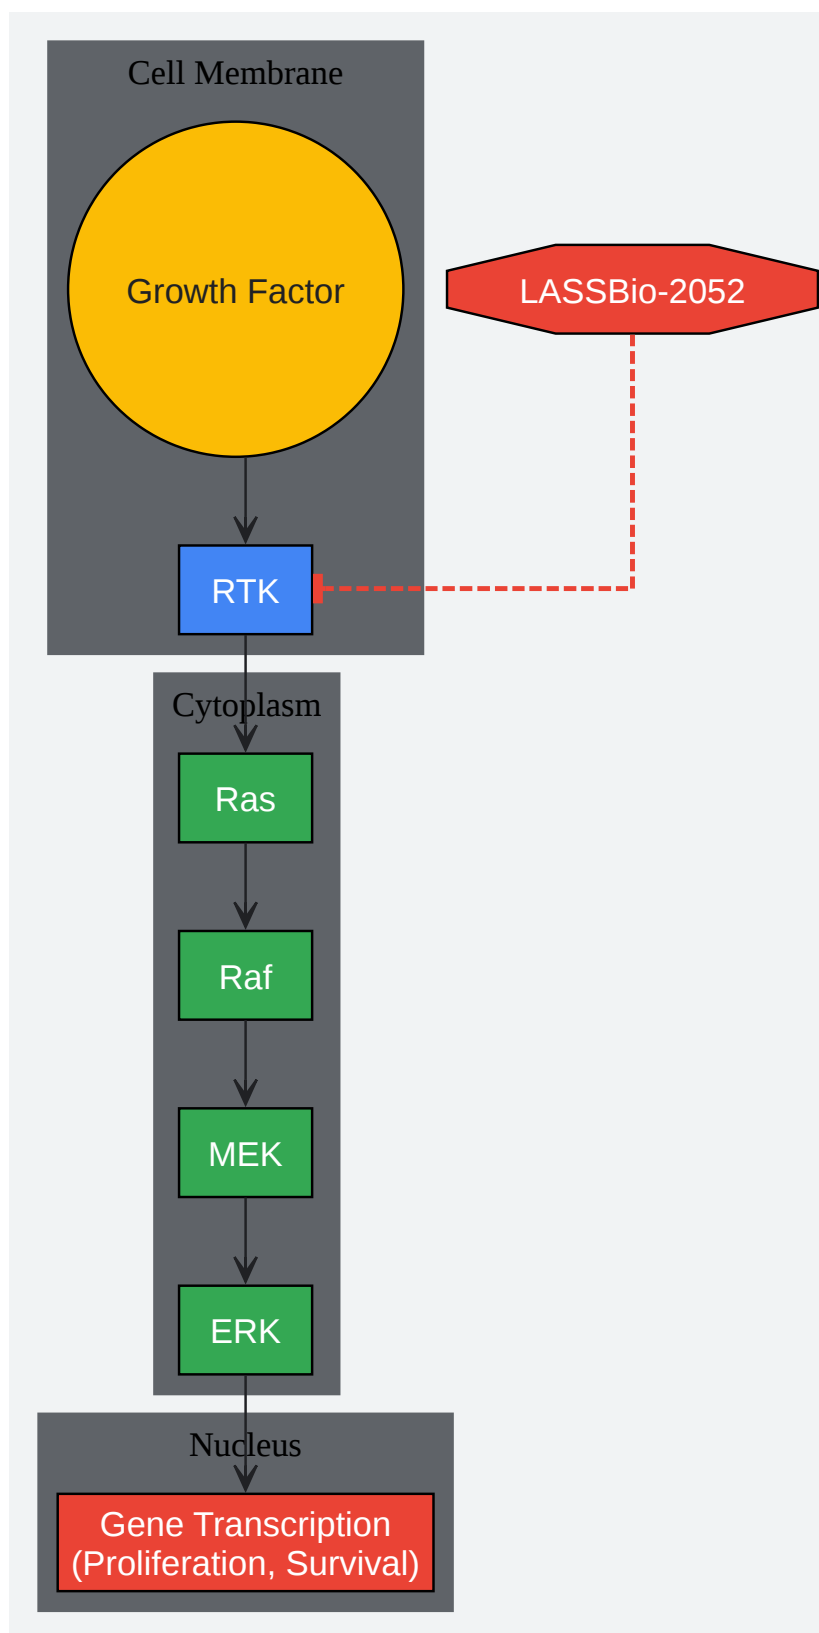 Cell Membrane
Growth Factor
LASSBio-2052
RTK
Cytoplasm
Ras
Raf
MEK
ERK
Nucleus
Gene Transcription
(Proliferation, Survival)